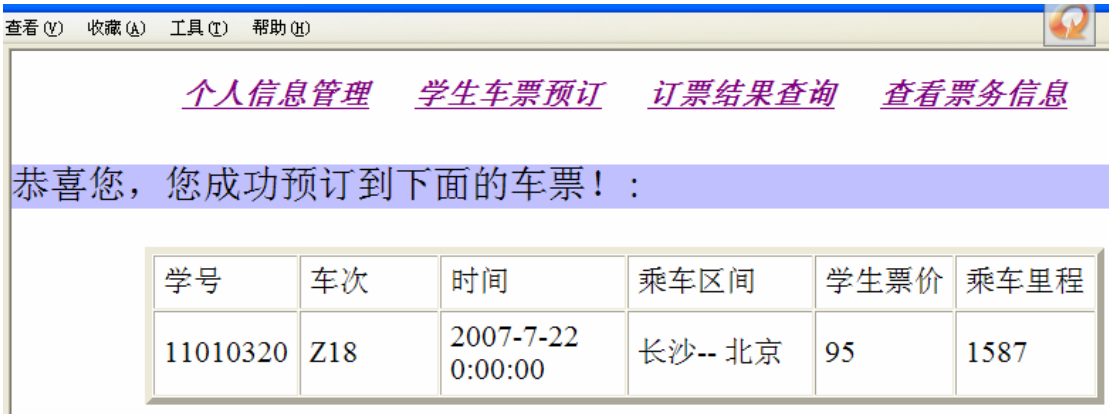 查看(V) 收藏(A) 工具(T) 帮助(H)
个人信息管理 学生车票预订 订票结果查询 查看票务信息
恭喜您，您成功预订到下面的车票！:
学号 车次 时间 乘车区间 学生票价 乘车里程
11010320 Z18 2007-7-22 0:00:00 长沙-- 北京 95 1587